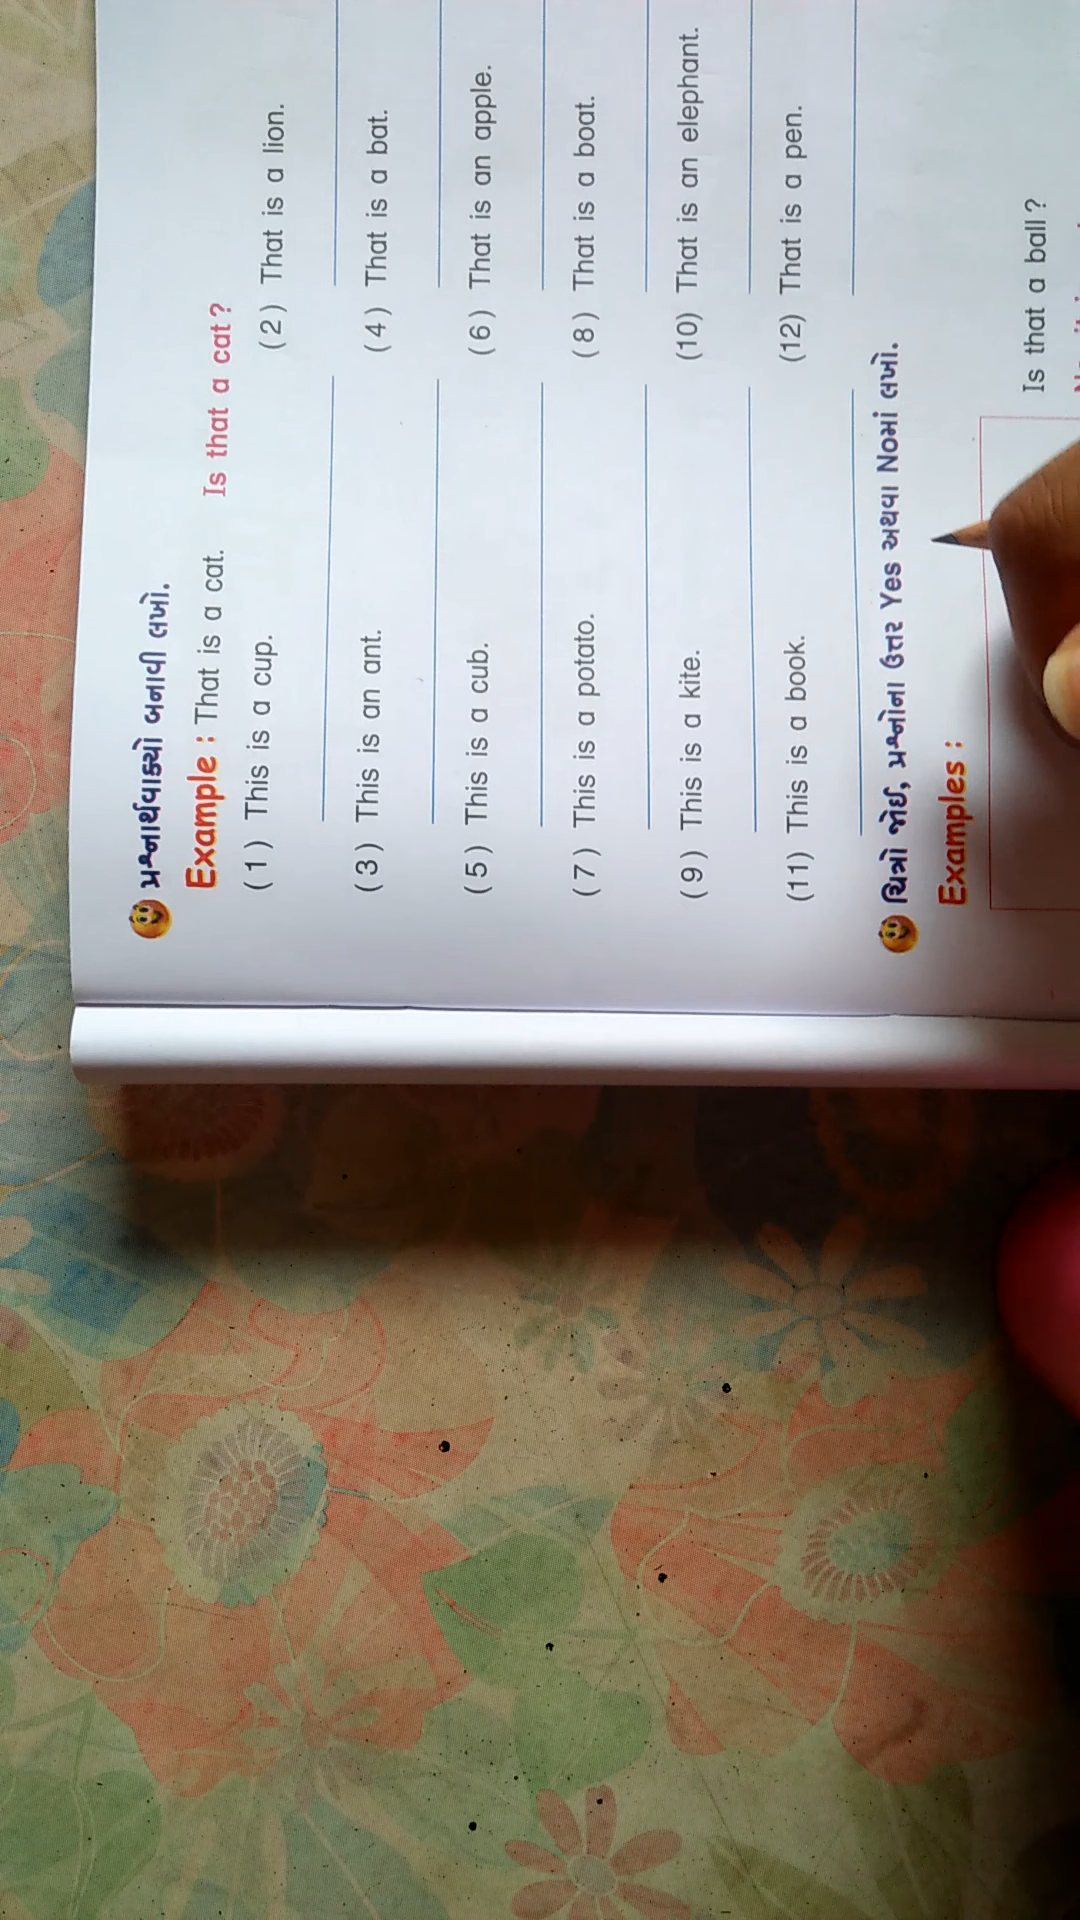 પ્રશ્નાર્થવાક્યો બનાવી લખો.
Example : That is a cat. Is that a cat?
(1) This is a cup. (2) That is a lion.
(3) This is an ant. (4) That is a bat.
(5) This is a cub. (6) That is an apple.
(7) This is a potato. (8) That is a boat.
(9) This is a kite. (10) That is an elephant.
(11) This is a book. (12) That is a pen.
ચિત્રો જોઈ, પ્રશ્નોના ઉત્તર Yes અથવા Noમાં લખો.
Examples :
Is that a ball?